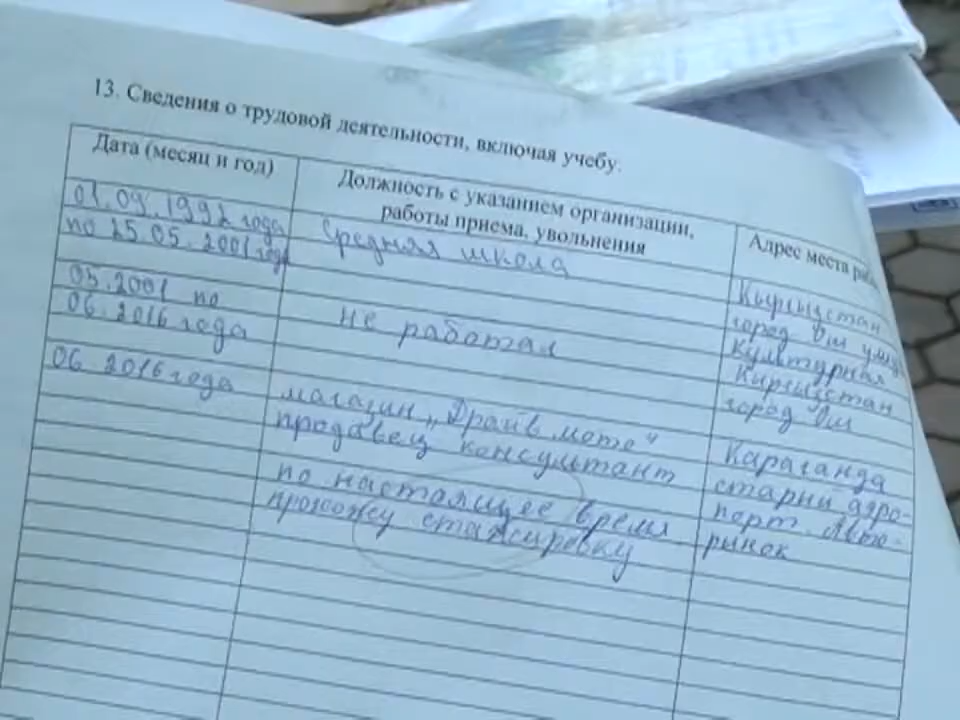 13. Сведения о трудовой деятельности, включая учебу.
Дата (месяц и год)
Должность с указанием организации,
работы приема, увольнения
Адрес места
01.09.1992 года
по 25.05.2001 года
Средняя школа
Кыргызстан
город Ош
Культурная
05.2001 по
06.2016 года
не работал
Кыргызстан
город Ош
06.2016 года
магазин „Драйв мото"
продавец консультант
по настоящее время
прохожу стажировку
Караганда
старий аэро-
порт. Авто-
рынок